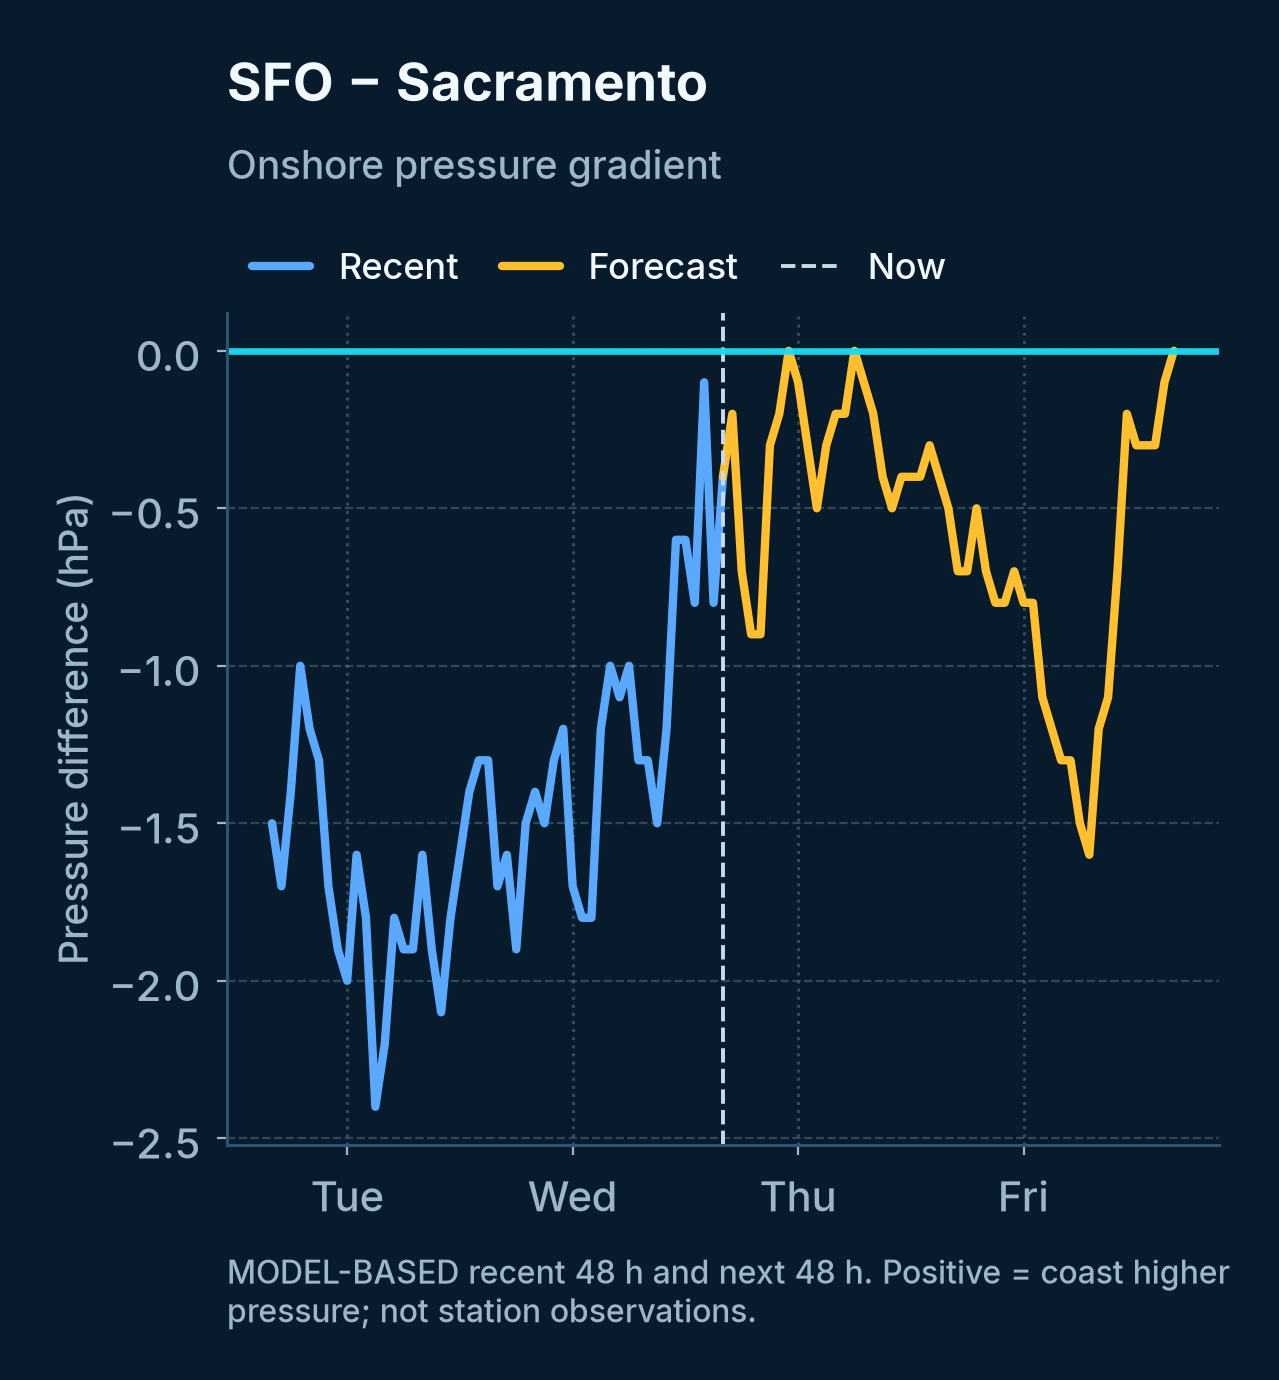 SFO − Sacramento
Onshore pressure gradient
Recent
Forecast
Now
Pressure difference (hPa)
0.0
−0.5
−1.0
−1.5
−2.0
−2.5
Tue
Wed
Thu
Fri
MODEL-BASED recent 48 h and next 48 h. Positive = coast higher
pressure; not station observations.